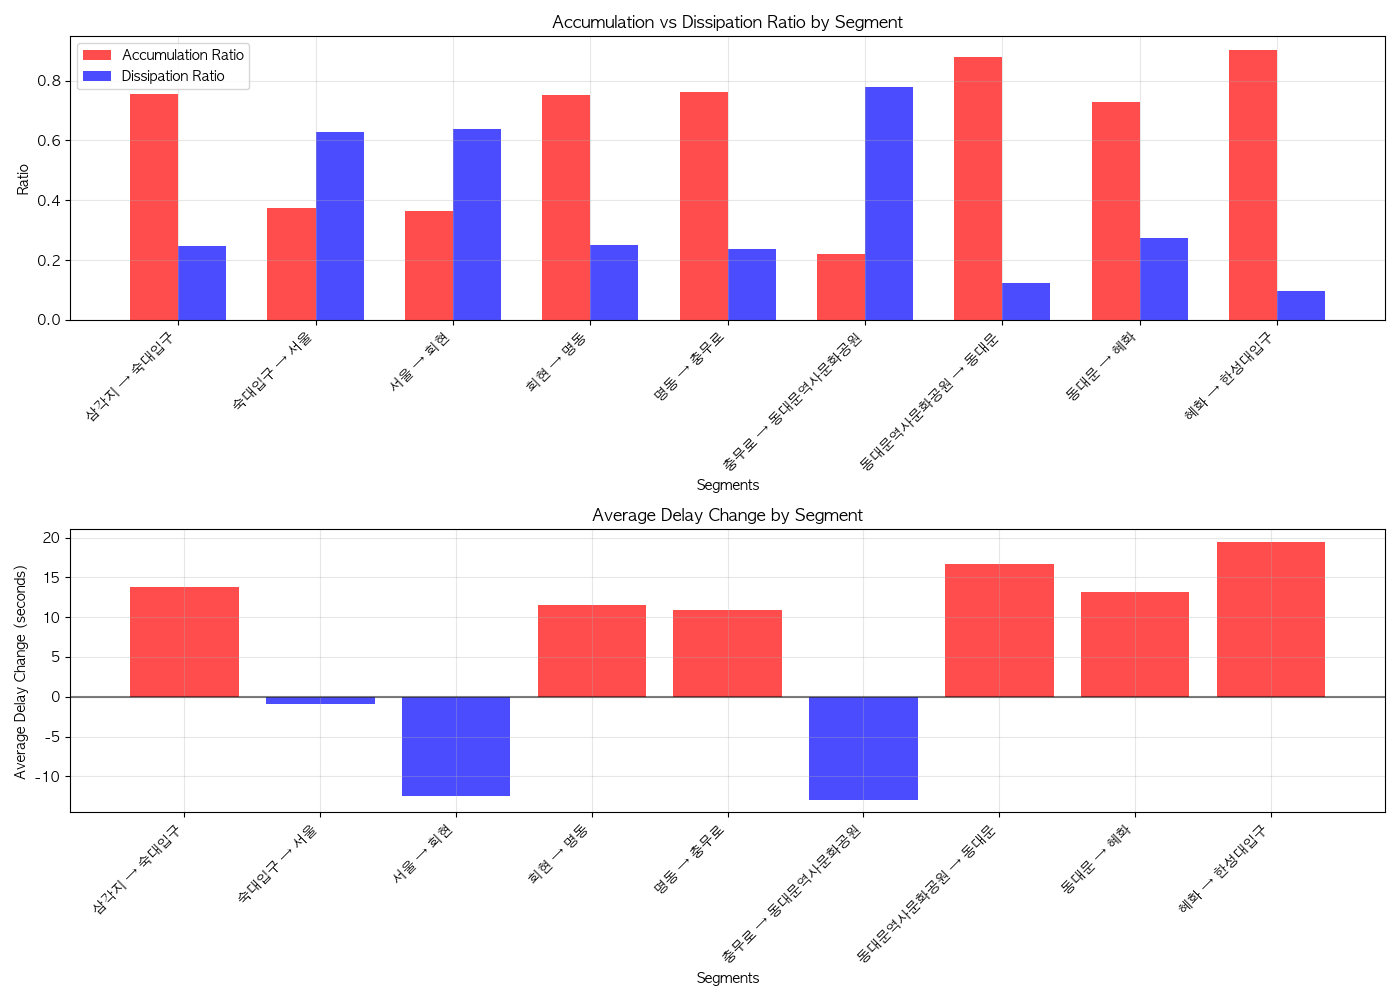 Accumulation vs Dissipation Ratio by Segment
Accumulation Ratio
Dissipation Ratio
Ratio
0.8
0.6
0.4
0.2
0.0
삼각지 → 숙대입구
숙대입구 → 서울
서울 → 회현
회현 → 명동
명동 → 충무로
충무로 → 동대문역사문화공원
동대문역사문화공원 → 동대문
동대문 → 혜화
혜화 → 한성대입구
Segments
Average Delay Change by Segment
Average Delay Change (seconds)
20
15
10
5
0
-5
-10
삼각지 → 숙대입구
숙대입구 → 서울
서울 → 회현
회현 → 명동
명동 → 충무로
충무로 → 동대문역사문화공원
동대문역사문화공원 → 동대문
동대문 → 혜화
혜화 → 한성대입구
Segments